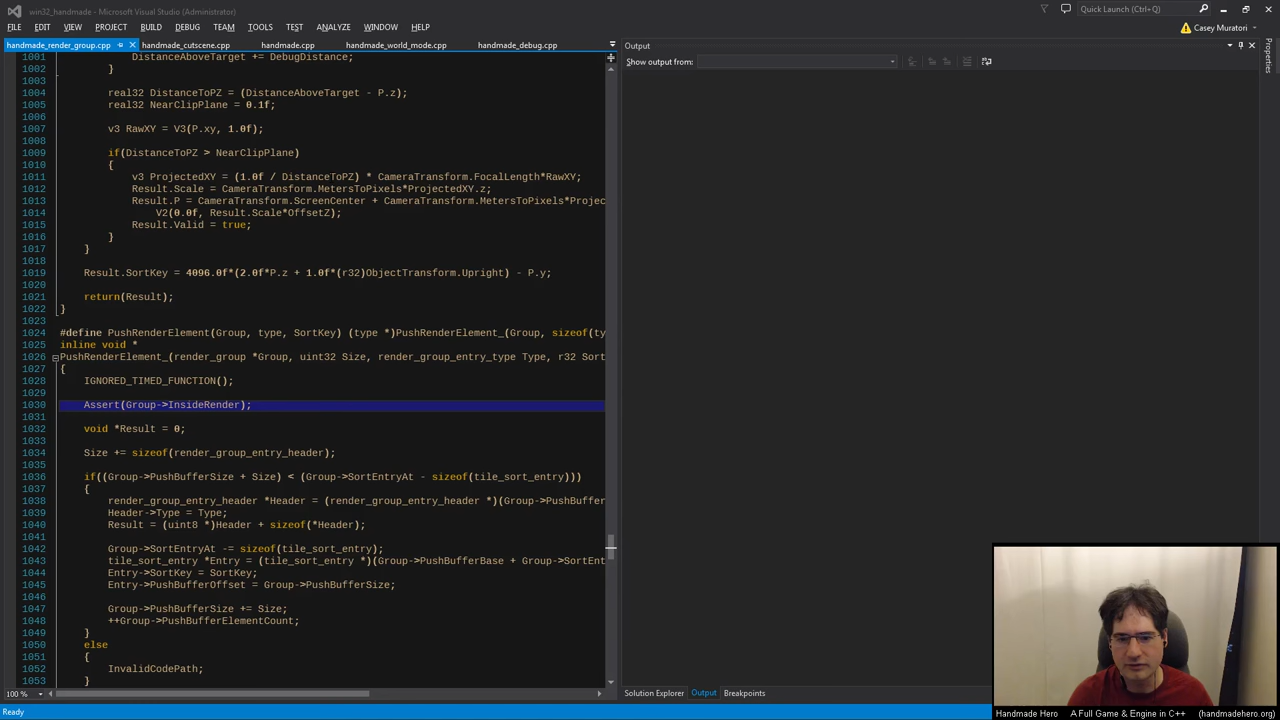 win32_handmade - Microsoft Visual Studio (Administrator)
Quick Launch (Ctrl+Q)
FILE EDIT VIEW PROJECT BUILD DEBUG TEAM TOOLS TEST ANALYZE WINDOW HELP
Casey Muratori
handmade_render_group.cpp handmade_cutscene.cpp handmade.cpp handmade_world_mode.cpp handmade_debug.cpp
Output
Show output from:
Properties
1001 DistanceAboveTarget += DebugDistance;
1002 }
1003
1004 real32 DistanceToPZ = (DistanceAboveTarget - P.z);
1005 real32 NearClipPlane = 0.1f;
1006
1007 v3 RawXY = V3(P.xy, 1.0f);
1008
1009 if(DistanceToPZ > NearClipPlane)
1010 {
1011 v3 ProjectedXY = (1.0f / DistanceToPZ) * CameraTransform.FocalLength*RawXY;
1012 Result.Scale = CameraTransform.MetersToPixels*ProjectedXY.z;
1013 Result.P = CameraTransform.ScreenCenter + CameraTransform.MetersToPixels*Projec
1014 V2(0.0f, Result.Scale*OffsetZ);
1015 Result.Valid = true;
1016 }
1017 }
1018
1019 Result.SortKey = 4096.0f*(2.0f*P.z + 1.0f*(r32)ObjectTransform.Upright) - P.y;
1020
1021 return(Result);
1022 }
1023
1024 #define PushRenderElement(Group, type, SortKey) (type *)PushRenderElement_(Group, sizeof(ty
1025 inline void *
1026 PushRenderElement_(render_group *Group, uint32 Size, render_group_entry_type Type, r32 Sort
1027 {
1028 IGNORED_TIMED_FUNCTION();
1029
1030 Assert(Group->InsideRender);
1031
1032 void *Result = 0;
1033
1034 Size += sizeof(render_group_entry_header);
1035
1036 if((Group->PushBufferSize + Size) < (Group->SortEntryAt - sizeof(tile_sort_entry)))
1037 {
1038 render_group_entry_header *Header = (render_group_entry_header *)(Group->PushBuffer
1039 Header->Type = Type;
1040 Result = (uint8 *)Header + sizeof(*Header);
1041
1042 Group->SortEntryAt -= sizeof(tile_sort_entry);
1043 tile_sort_entry *Entry = (tile_sort_entry *)(Group->PushBufferBase + Group->SortEnt
1044 Entry->SortKey = SortKey;
1045 Entry->PushBufferOffset = Group->PushBufferSize;
1046
1047 Group->PushBufferSize += Size;
1048 ++Group->PushBufferElementCount;
1049 }
1050 else
1051 {
1052 InvalidCodePath;
1053 }
100 %
Solution Explorer Output Breakpoints
Ready
Handmade Hero A Full Game & Engine in C++ (handmadehero.org)